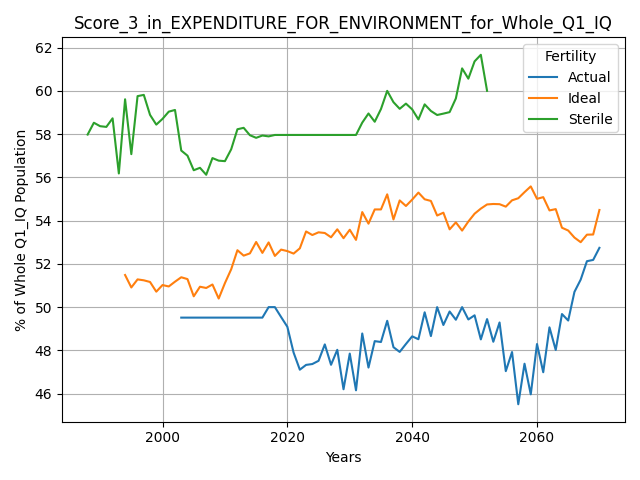 Score_3_in_EXPENDITURE_FOR_ENVIRONMENT_for_Whole_Q1_IQ
Fertility
Actual
Ideal
Sterile
% of Whole Q1_IQ Population
62
60
58
56
54
52
50
48
46
2000
2020
2040
2060
Years